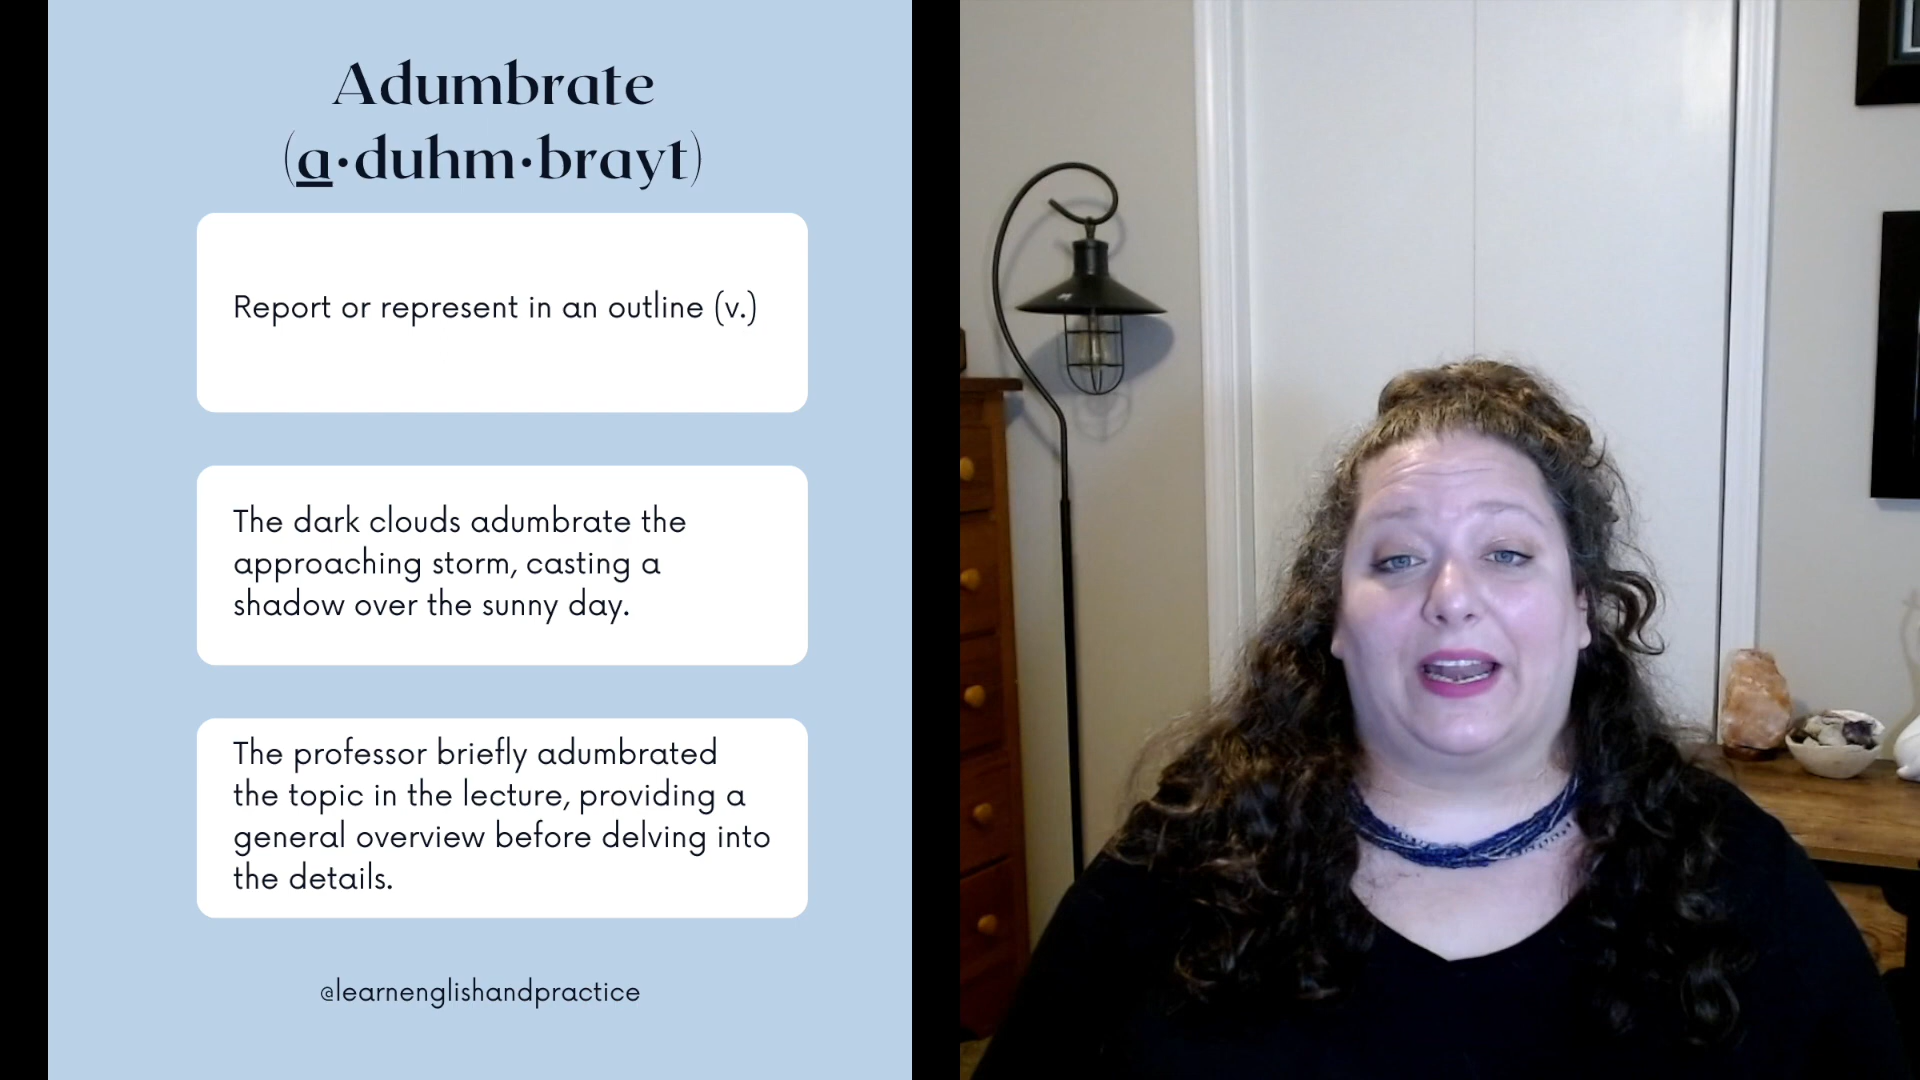 Adumbrate
(a·duhm·brayt)
Report or represent in an outline (v.)
The dark clouds adumbrate the
approaching storm, casting a
shadow over the sunny day.
The professor briefly adumbrated
the topic in the lecture, providing a
general overview before delving into
the details.
@learnenglishandpractice